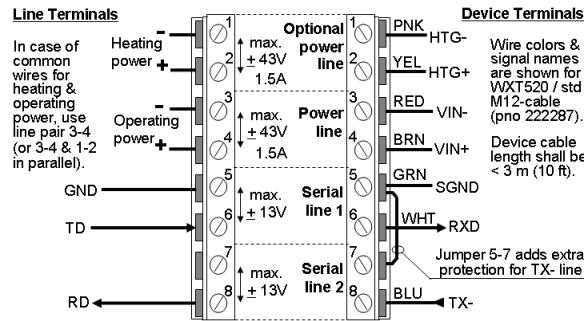 Line Terminals
Device Terminals
In case of
common
wires for
heating &
operating
power, use
line pair 3-4
(or 3-4 & 1-2
in parallel).
Heating
power
-
+
Operating
power
-
+
GND
TD
RD
1
2
3
4
5
6
7
8
max.
± 43V
1.5A
max.
± 43V
1.5A
max.
± 13V
max.
± 13V
Optional
power
line
Power
line
Serial
line 1
Serial
line 2
1
2
3
4
5
6
7
8
PNK
HTG-
YEL
HTG+
RED
VIN-
BRN
VIN+
GRN
SGND
WHT
RXD
BLU
TX-
Wire colors &
signal names
are shown for
WXT520 / std
M12-cable
(pno 222287).
Device cable
length shall be
< 3 m (10 ft).
Jumper 5-7 adds extra
protection for TX- line